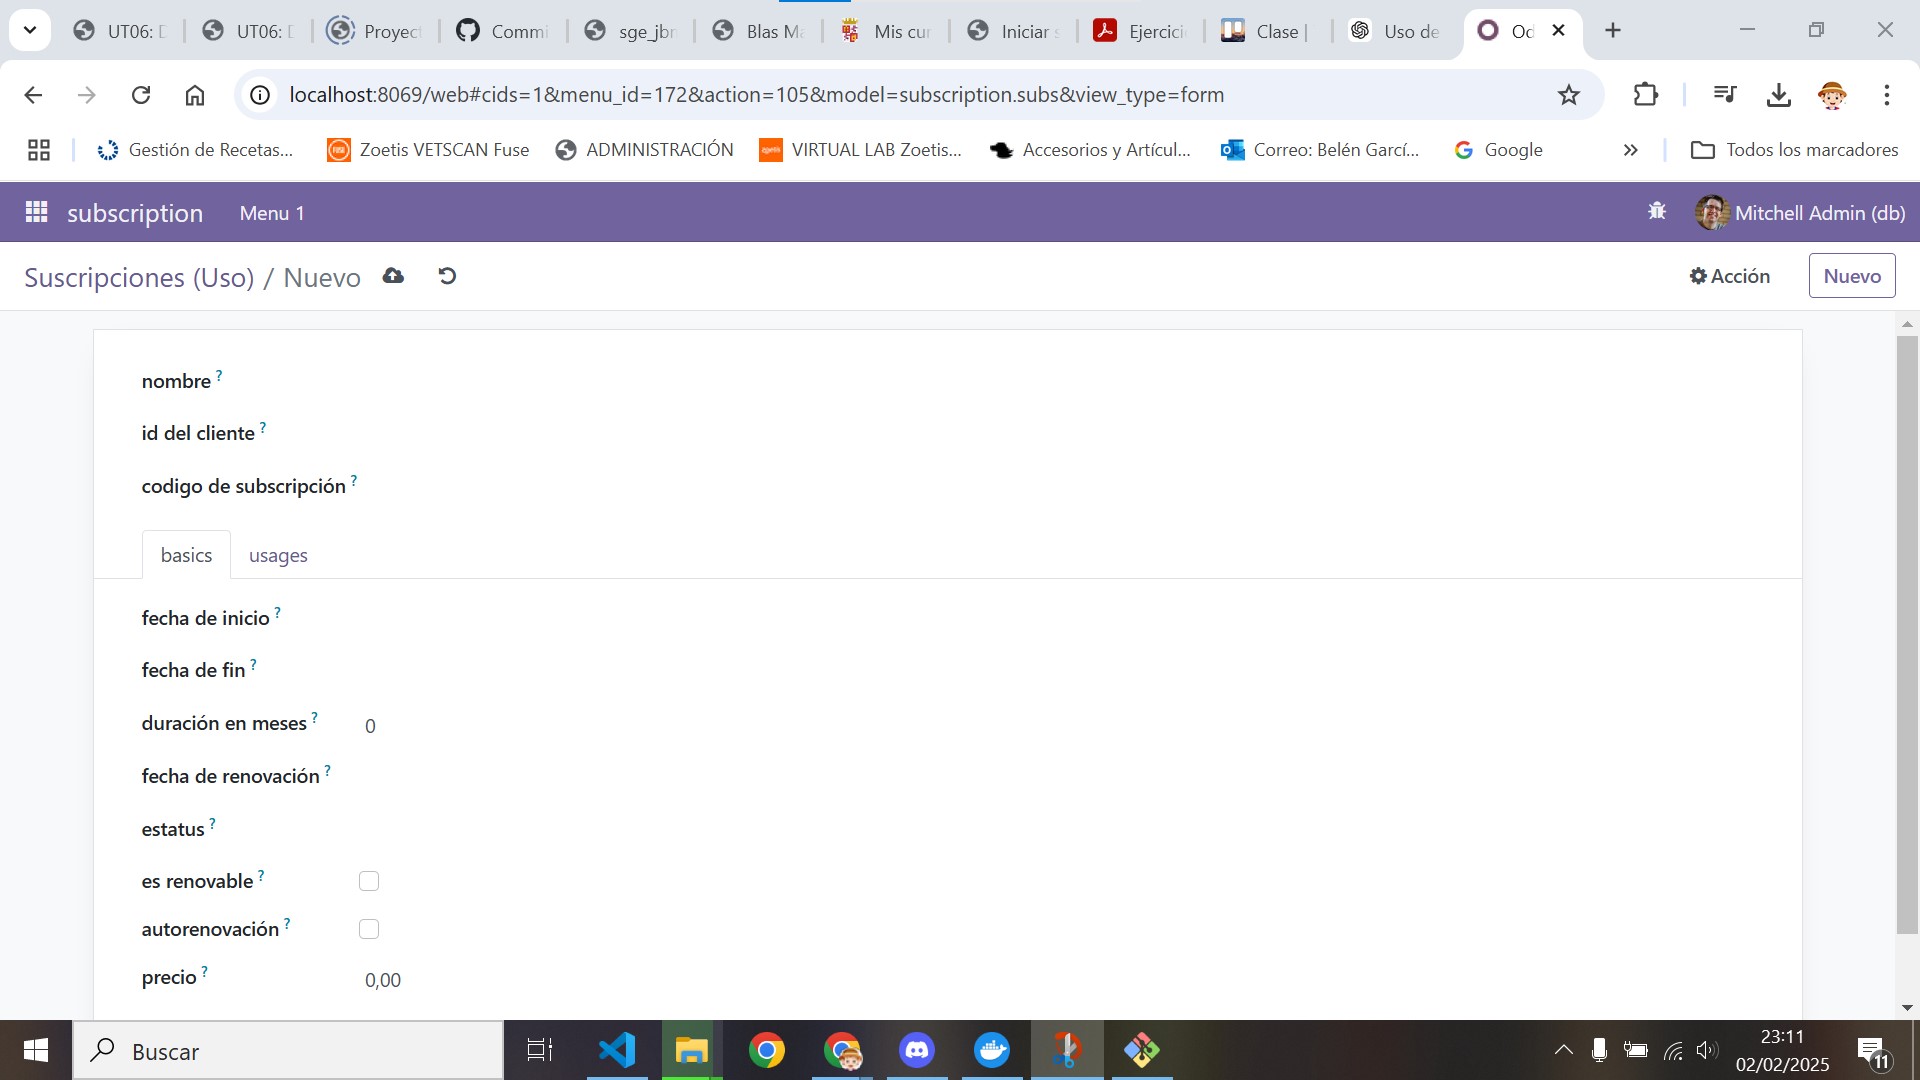 UT06: D
UT06: D
Proyec
Commi
sge_jbr
Blas Ma
Mis cur
Iniciar s
Ejercici
Clase |
Uso de
Od
localhost:8069/web#cids=1&menu_id=172&action=105&model=subscription.subs&view_type=form
Gestión de Recetas...
Zoetis VETSCAN Fuse
ADMINISTRACIÓN
VIRTUAL LAB Zoetis...
Accesorios y Artícul...
Correo: Belén Garcí...
Google
Todos los marcadores
subscription
Menu 1
Mitchell Admin (db)
Suscripciones (Uso) / Nuevo
Acción
Nuevo
nombre ?
id del cliente ?
codigo de subscripción ?
basics
usages
fecha de inicio ?
fecha de fin ?
duración en meses ? 0
fecha de renovación ?
estatus ?
es renovable ?
autorenovación ?
precio ? 0,00
Buscar
23:11
02/02/2025
11